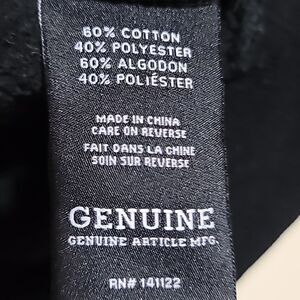 60% COTTON
40% POLYESTER
60% ALGODON
40% POLIÉSTER
MADE IN CHINA
CARE ON REVERSE
FAIT DANS LA CHINE
SOIN SUR REVERSE
GENUINE
GENUINE ARTICLE MFG.
RN# 141122